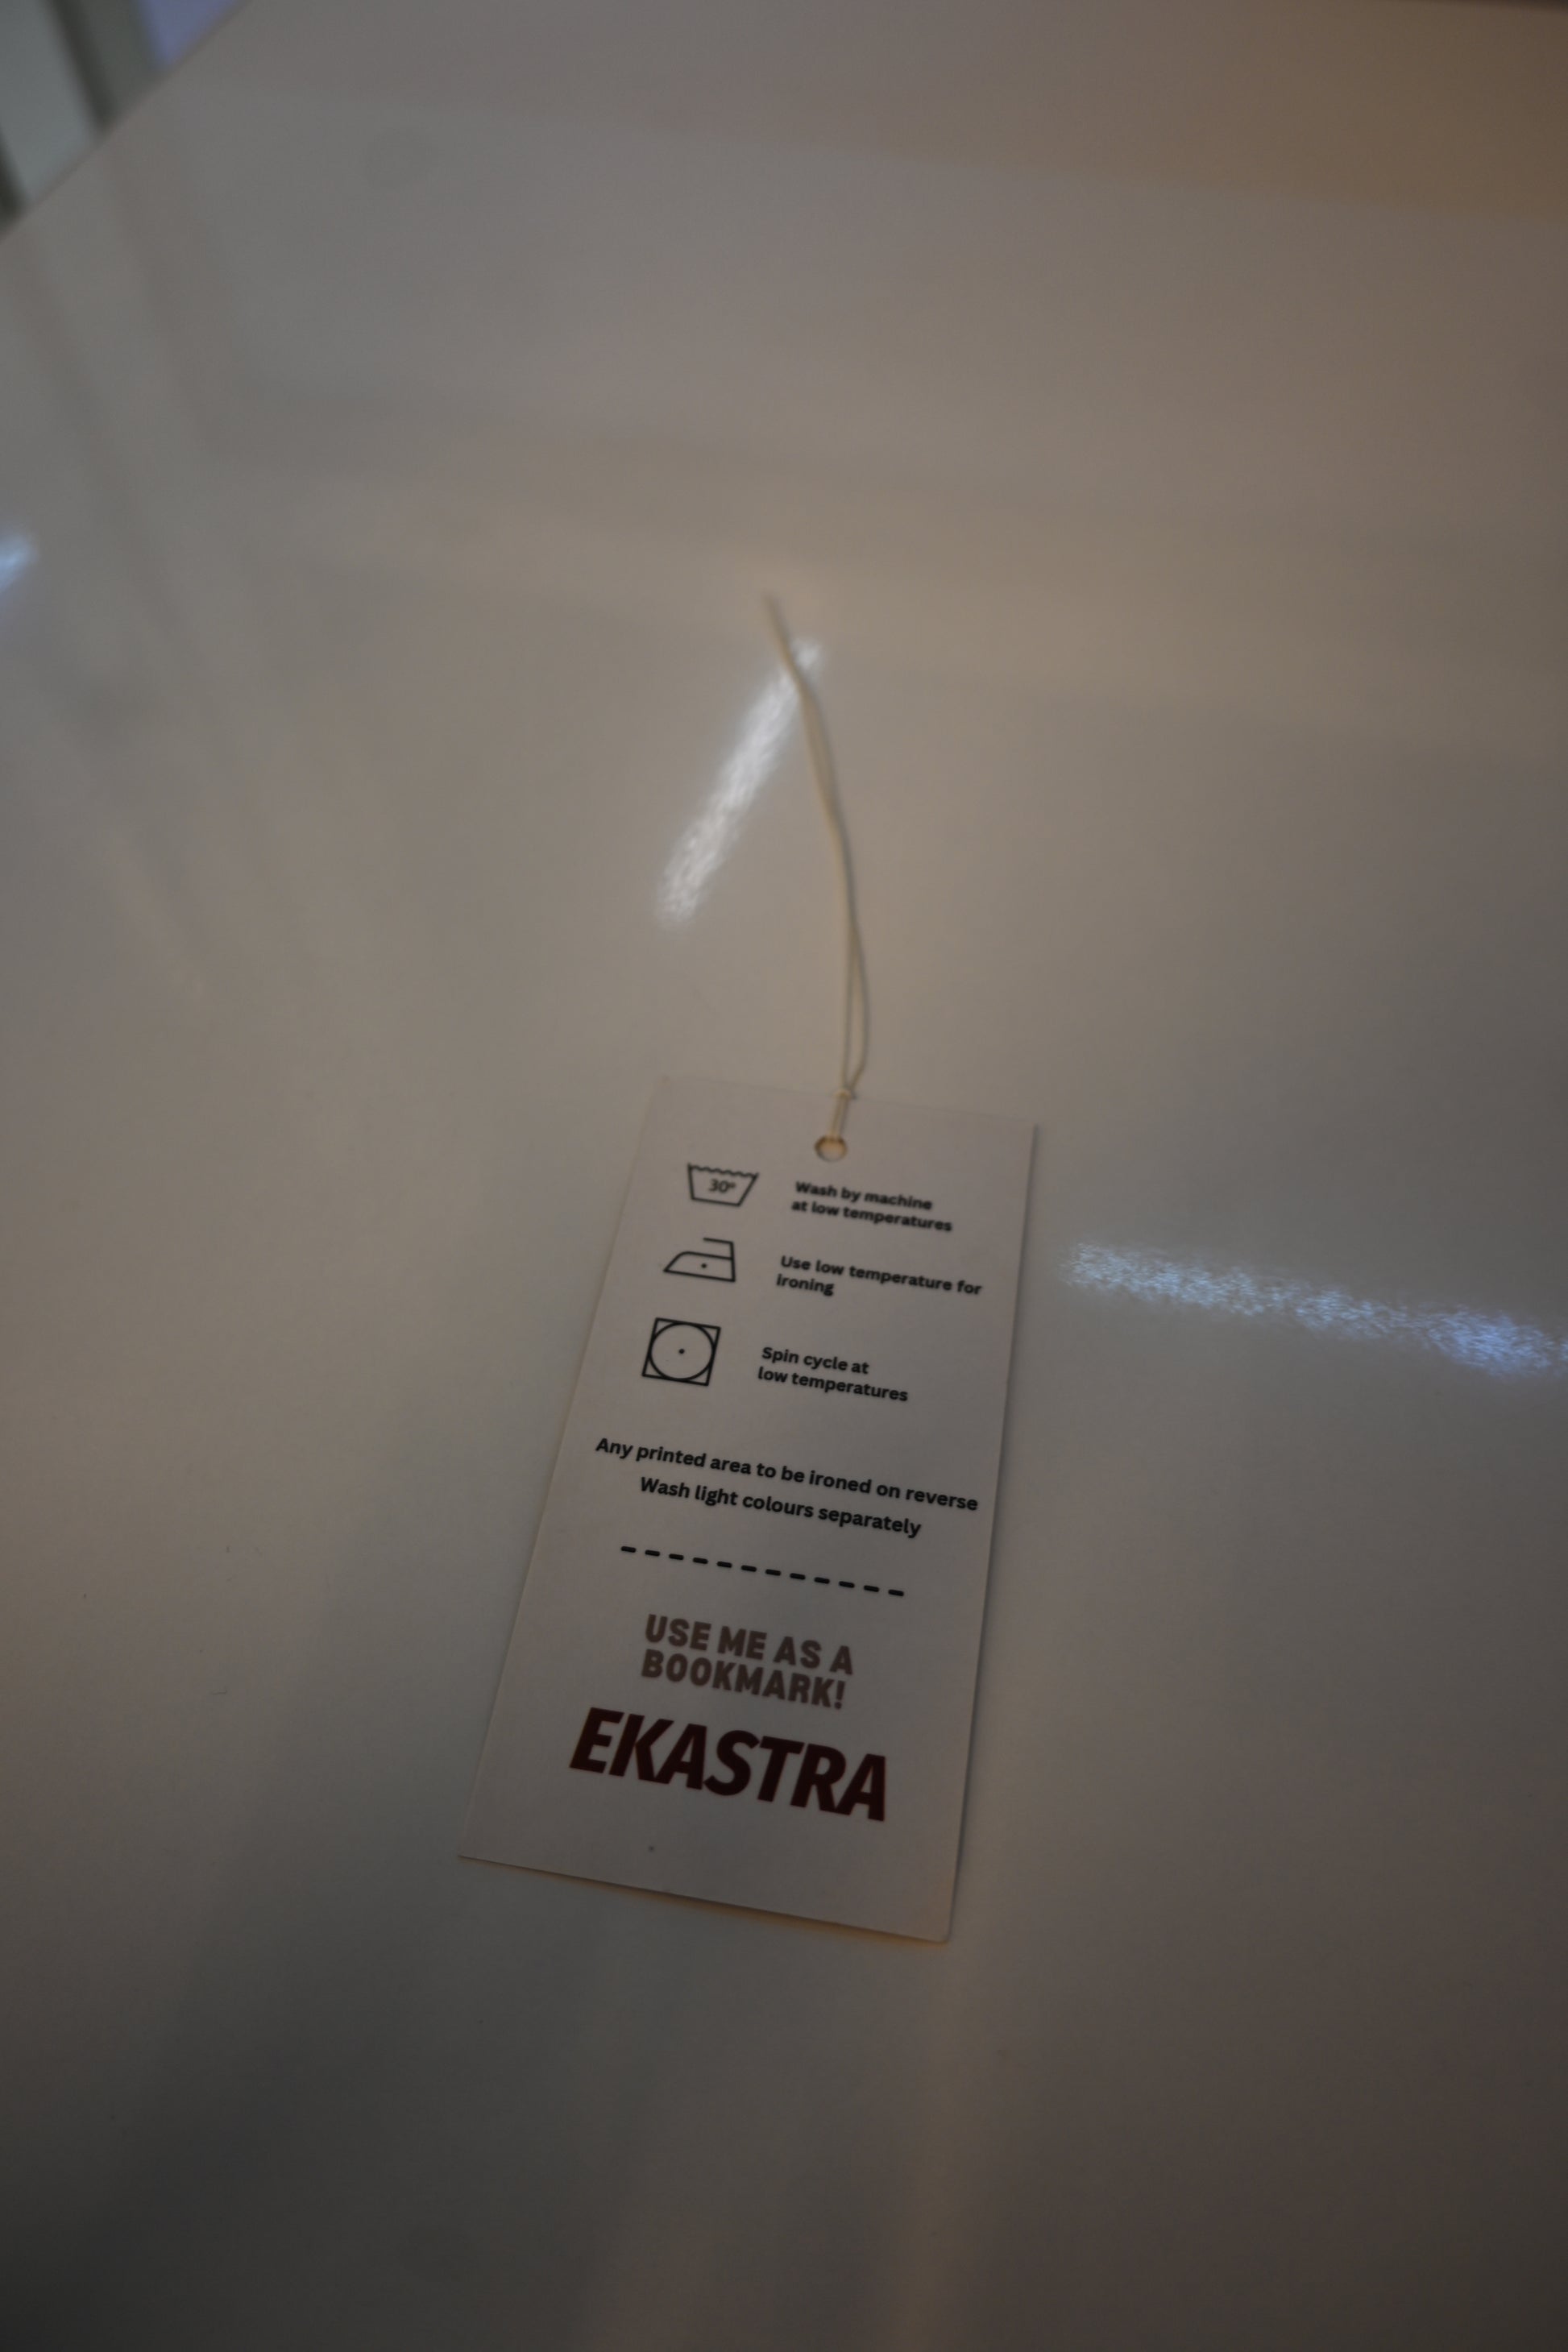 30°
Wash by machine
at low temperatures
Use low temperature for
ironing
Spin cycle at
low temperatures
Any printed area to be ironed on reverse
Wash light colours separately
USE ME AS A
BOOKMARK!
EKASTRA